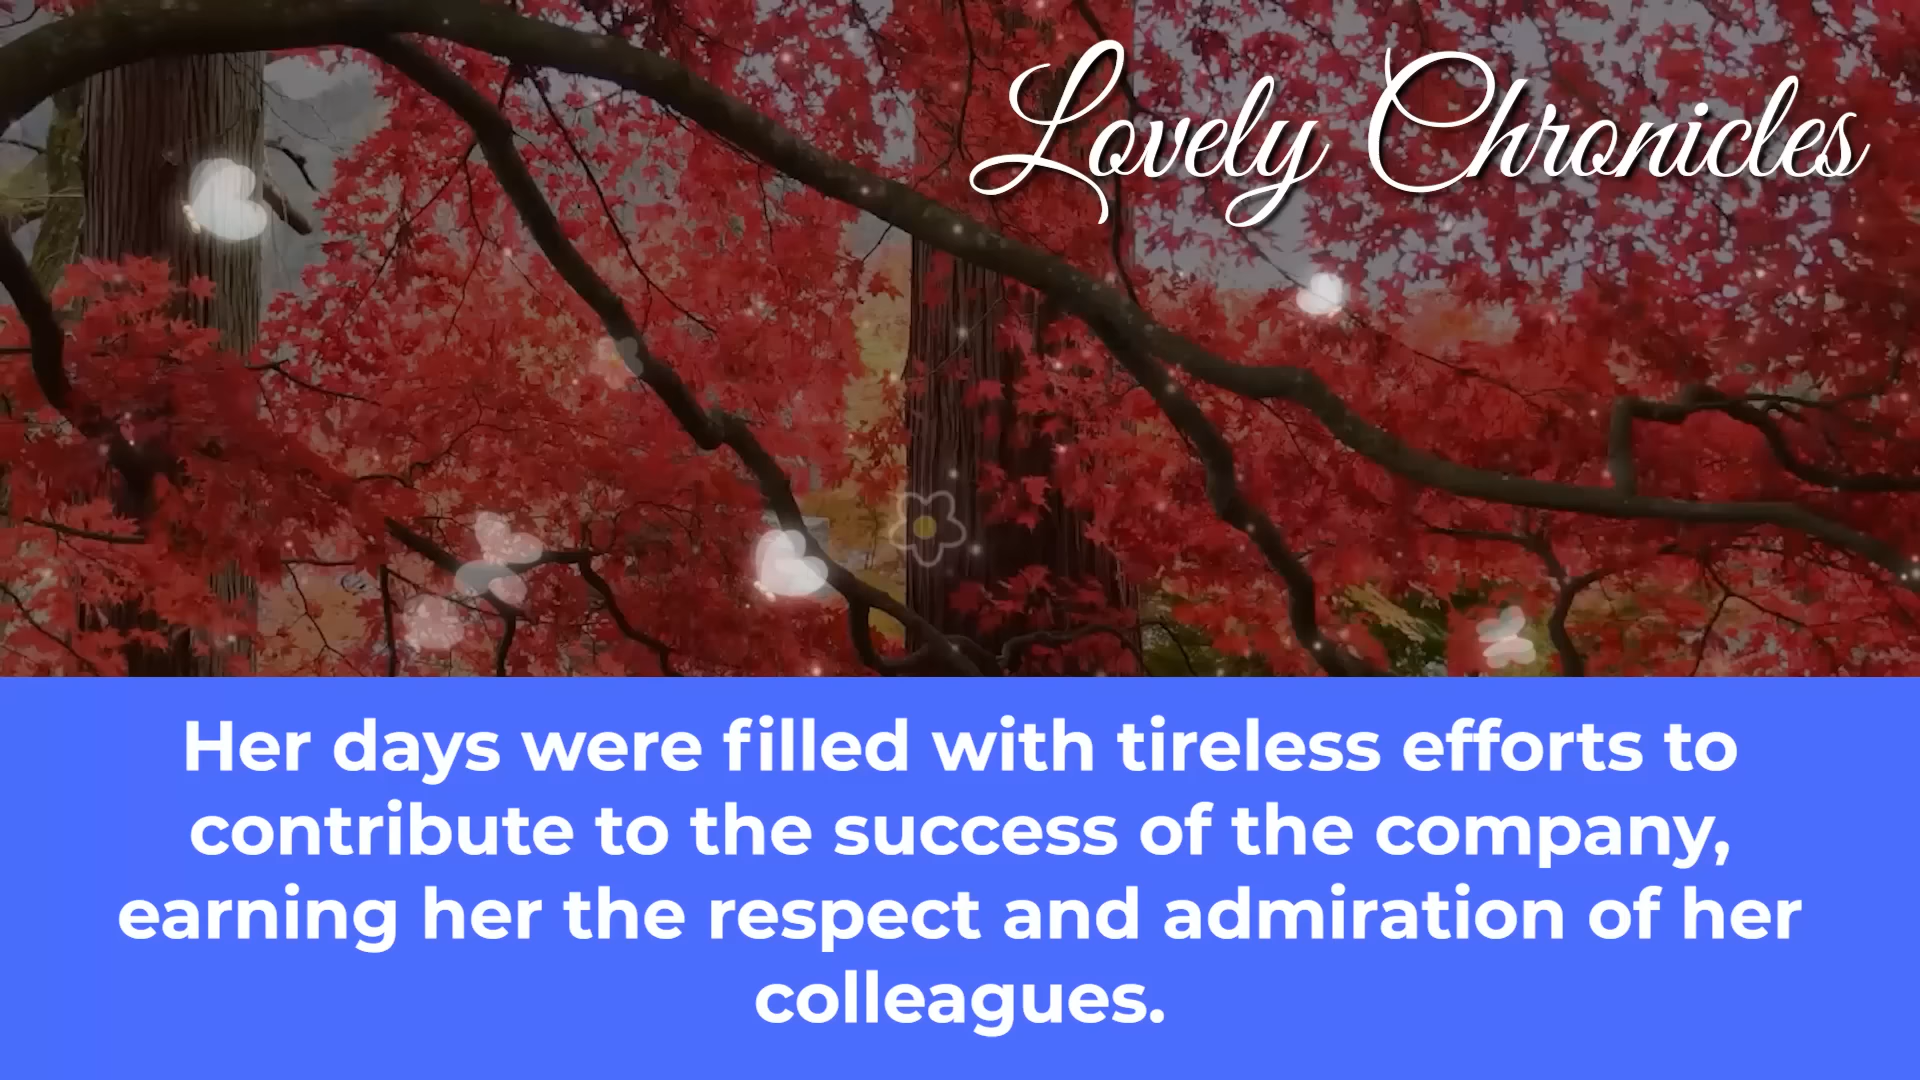 Lovely Chronicles
Her days were filled with tireless efforts to
contribute to the success of the company,
earning her the respect and admiration of her
colleagues.